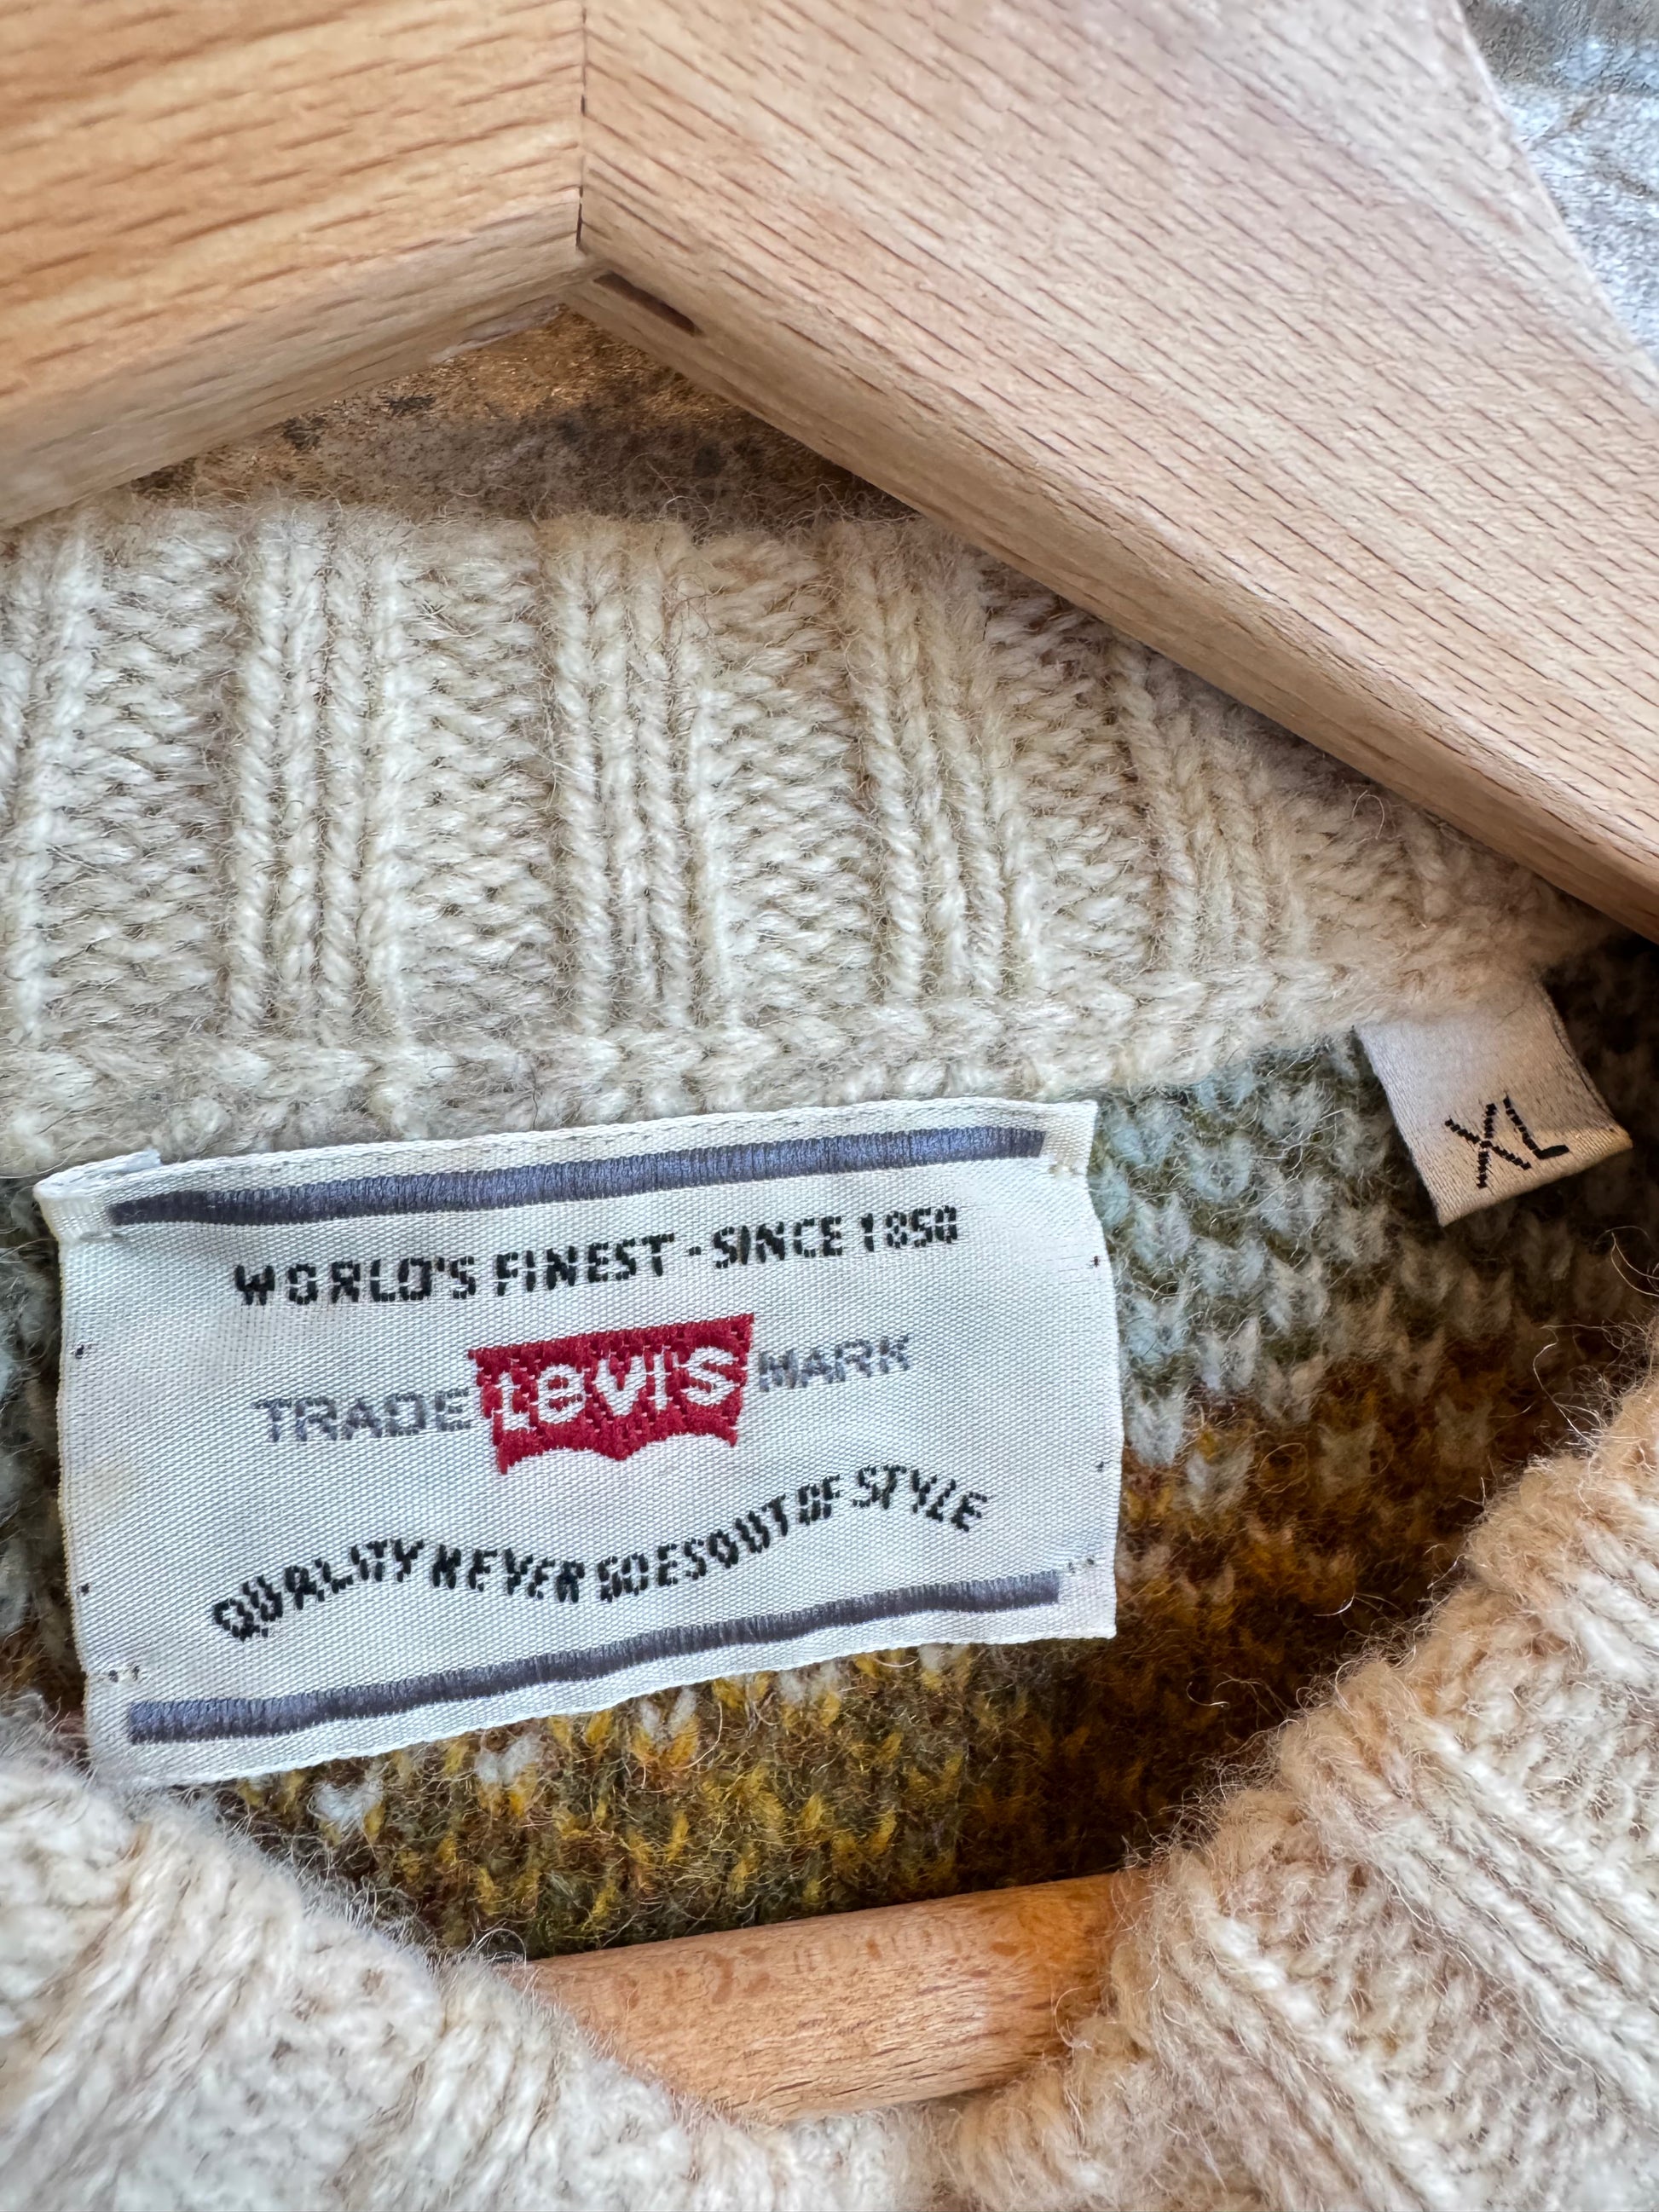 WORLD'S FINEST - SINCE 1850
TRADE Levi's MARK
QUALITY NEVER GOES OUT OF STYLE
XL